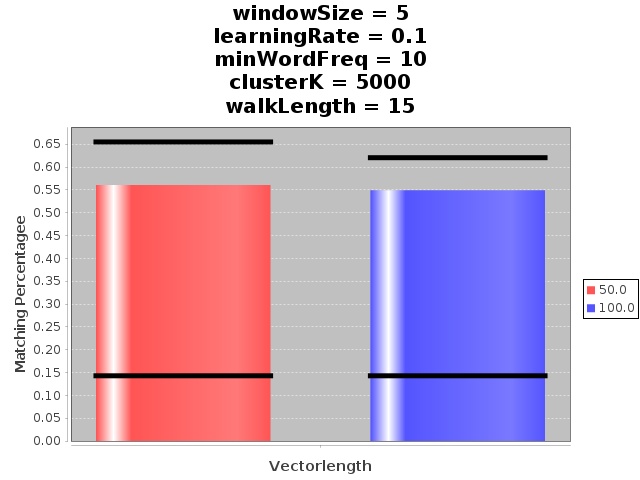 windowSize = 5
learningRate = 0.1
minWordFreq = 10
clusterK = 5000
walkLength = 15
0.65
0.60
0.55
0.50
0.45
0.40
0.35
0.30
0.25
0.20
0.15
0.10
0.05
0.00
Matching Percentagee
Vectorlength
50.0
100.0